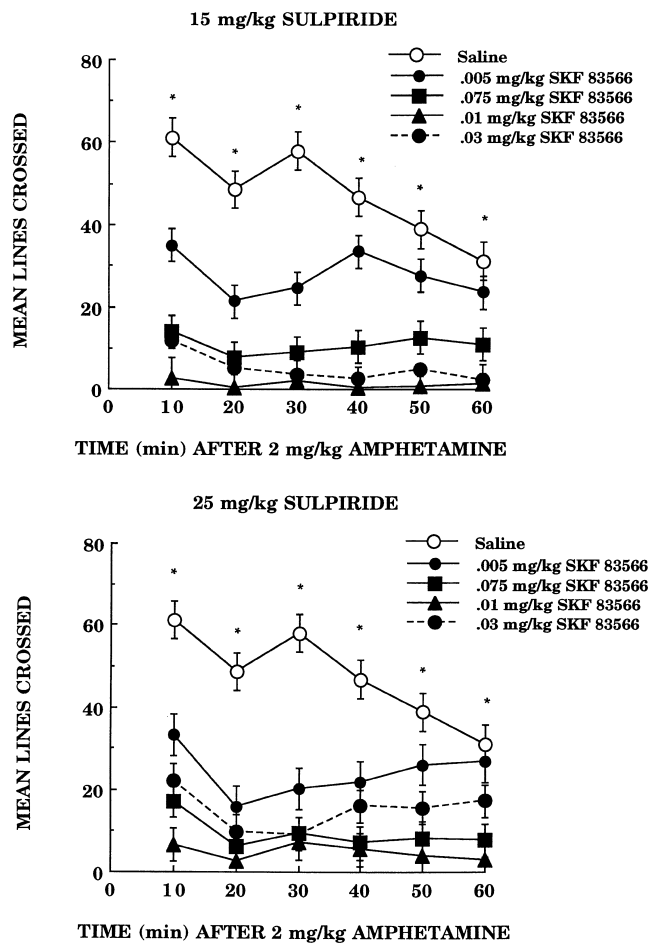 15 mg/kg SULPIRIDE
80
60
40
20
0
MEAN LINES CROSSED
Saline
.005 mg/kg SKF 83566
.075 mg/kg SKF 83566
.01 mg/kg SKF 83566
.03 mg/kg SKF 83566
*
*
*
*
*
*
0 10 20 30 40 50 60
TIME (min) AFTER 2 mg/kg AMPHETAMINE
25 mg/kg SULPIRIDE
80
60
40
20
0
MEAN LINES CROSSED
Saline
.005 mg/kg SKF 83566
.075 mg/kg SKF 83566
.01 mg/kg SKF 83566
.03 mg/kg SKF 83566
*
*
*
*
*
*
0 10 20 30 40 50 60
TIME (min) AFTER 2 mg/kg AMPHETAMINE